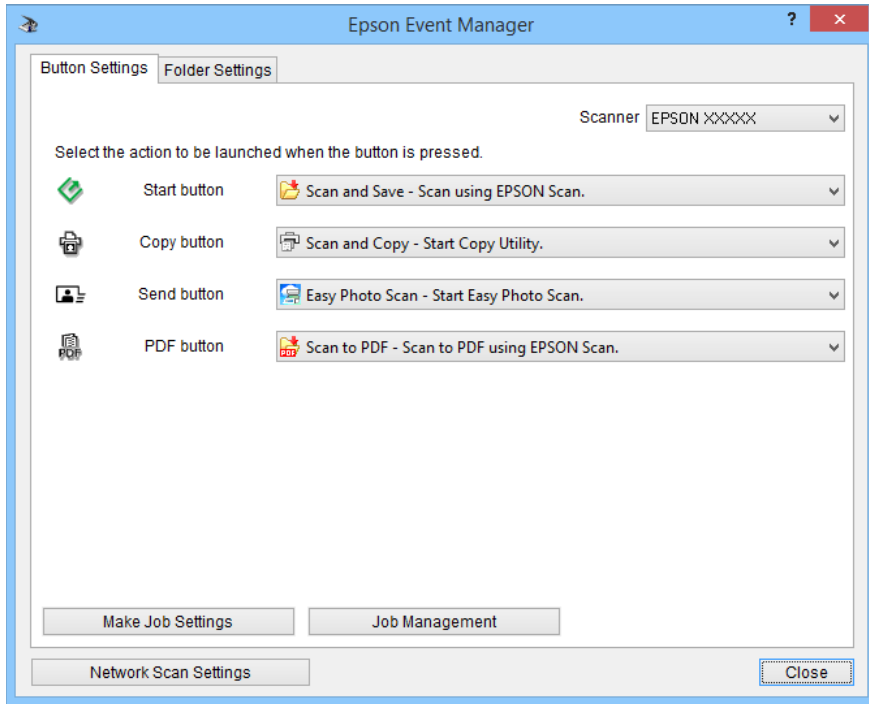 Epson Event Manager
?
×
Button Settings
Folder Settings
Scanner
EPSON XXXXX
Select the action to be launched when the button is pressed.
Start button
Scan and Save - Scan using EPSON Scan.
Copy button
Scan and Copy - Start Copy Utility.
Send button
Easy Photo Scan - Start Easy Photo Scan.
PDF
PDF button
PDF
Scan to PDF - Scan to PDF using EPSON Scan.
Make Job Settings
Job Management
Network Scan Settings
Close